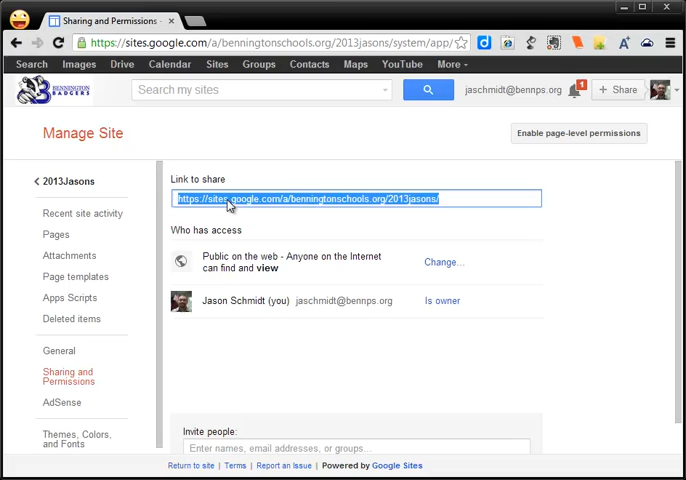 Sharing and Permissions -
https://sites.google.com/a/benningtonschools.org/2013jasons/system/app/
Search Images Drive Calendar Sites Groups Contacts Maps YouTube More
BENNINGTON
BADGERS
Search my sites
jaschmidt@bennps.org
1
+ Share
Manage Site
Enable page-level permissions
2013Jasons
Recent site activity
Pages
Attachments
Page templates
Apps Scripts
Deleted items
General
Sharing and
Permissions
AdSense
Themes, Colors,
and Fonts
Link to share
https://sites.google.com/a/benningtonschools.org/2013jasons/
Who has access
Public on the web - Anyone on the Internet
can find and view
Change...
Jason Schmidt (you) jaschmidt@bennps.org
Is owner
Invite people:
Enter names, email addresses, or groups...
Return to site | Terms | Report an Issue | Powered by Google Sites